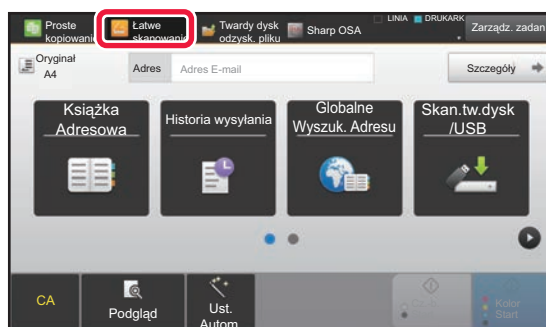 Proste
kopiowanie
Łatwe
skanowanie
Twardy dysk
odzysk. pliku
Sharp OSA
LINIA
DRUKARK
Zarządz. zadan.
Oryginał
A4
Adres
Adres E-mail
Szczegóły
Książka
Adresowa
Historia wysyłania
Globalne
Wyszuk. Adresu
Skan.tw.dysk
/USB
CA
Podgląd
Ust.
Autom.
Kolor
Start